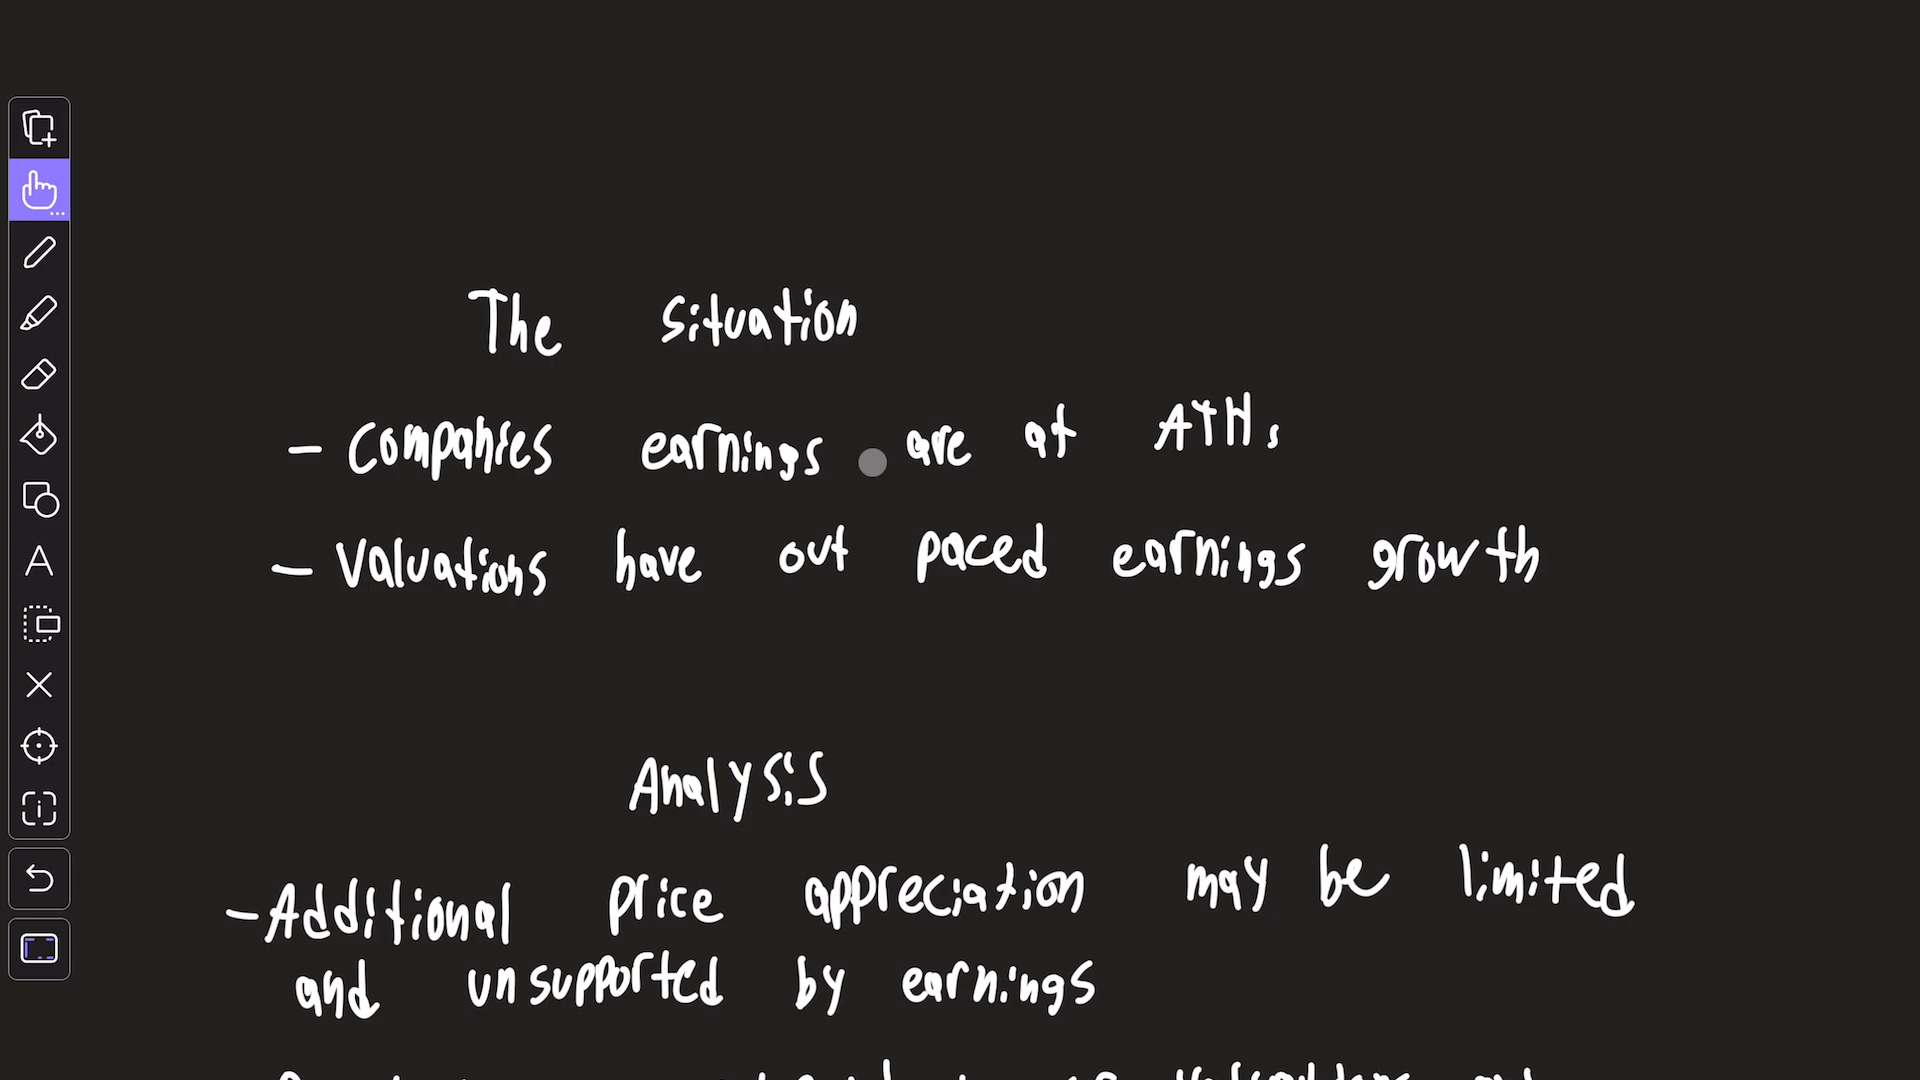 The Situation
- Companies earnings are at ATHs
- Valuations have out paced earnings growth
Analysis
- Additional price appreciation may be limited
and unsupported by earnings